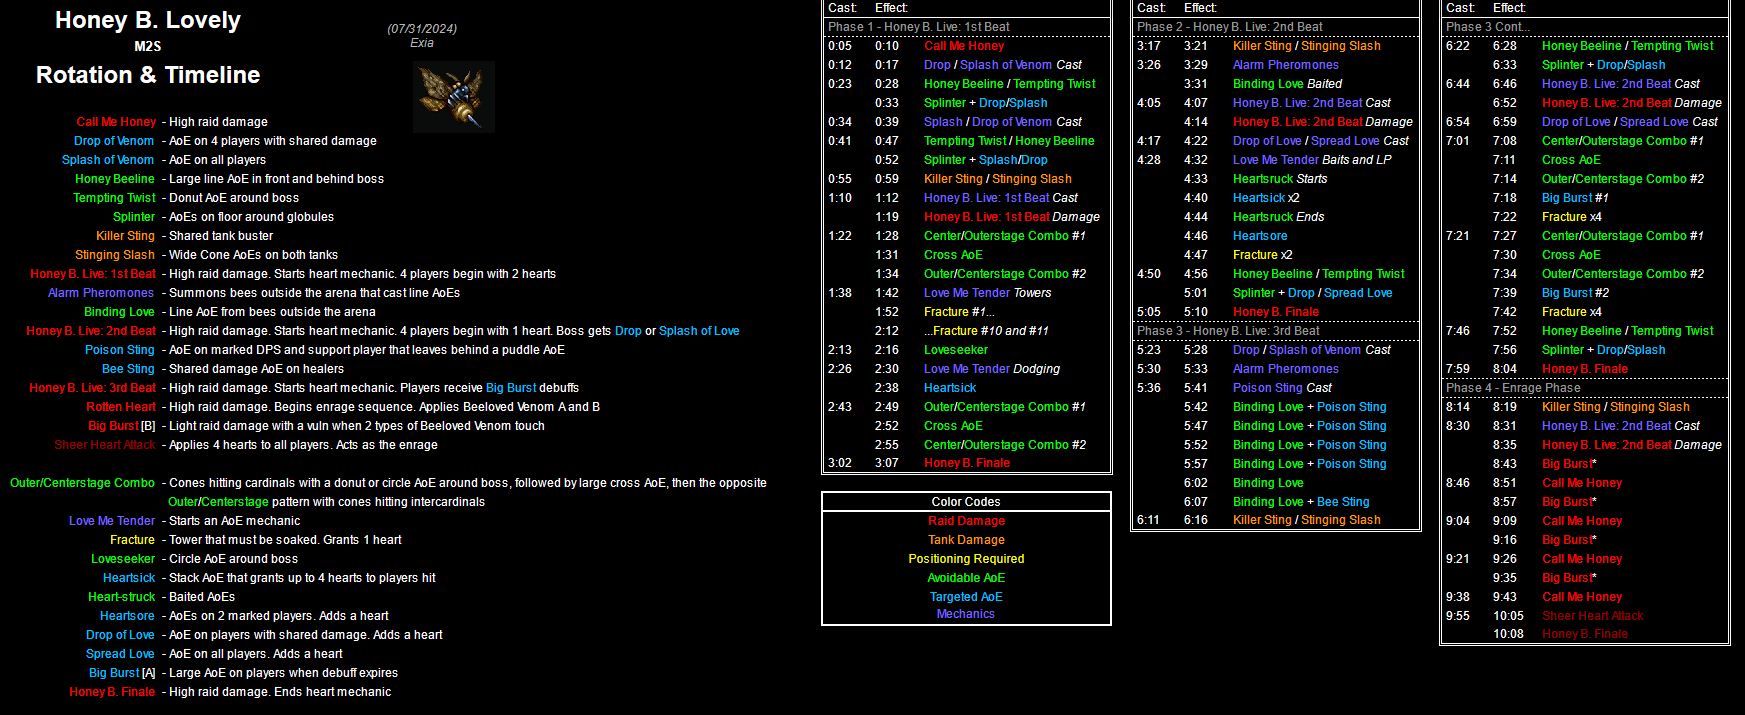 Honey B. Lovely
M2S
(07/31/2024)
Exia
Rotation & Timeline
Call Me Honey - High raid damage
Drop of Venom - AoE on 4 players with shared damage
Splash of Venom - AoE on all players
Honey Beeline - Large line AoE in front and behind boss
Tempting Twist - Donut AoE around boss
Splinter - AoEs on floor around globules
Killer Sting - Shared tank buster
Stinging Slash - Wide Cone AoEs on both tanks
Honey B. Live: 1st Beat - High raid damage. Starts heart mechanic. 4 players begin with 2 hearts
Alarm Pheromones - Summons bees outside the arena that cast line AoEs
Binding Love - Line AoE from bees outside the arena
Honey B. Live: 2nd Beat - High raid damage. Starts heart mechanic. 4 players begin with 1 heart. Boss gets Drop or Splash of Love
Poison Sting - AoE on marked DPS and support player that leaves behind a puddle AoE
Bee Sting - Shared damage AoE on healers
Honey B. Live: 3rd Beat - High raid damage. Starts heart mechanic. Players receive Big Burst debuffs
Rotten Heart - High raid damage. Begins enrage sequence. Applies Beeloved Venom A and B
Big Burst [B] - Light raid damage with a vuln when 2 types of Beeloved Venom touch
Sheer Heart Attack - Applies 4 hearts to all players. Acts as the enrage
Outer/Centerstage Combo - Cones hitting cardinals with a donut or circle AoE around boss, followed by large cross AoE, then the opposite
Outer/Centerstage pattern with cones hitting intercardinals
Love Me Tender - Starts an AoE mechanic
Fracture - Tower that must be soaked. Grants 1 heart
Loveseeker - Circle AoE around boss
Heartsick - Stack AoE that grants up to 4 hearts to players hit
Heart-struck - Baited AoEs
Heartsore - AoEs on 2 marked players. Adds a heart
Drop of Love - AoE on players with shared damage. Adds a heart
Spread Love - AoE on all players. Adds a heart
Big Burst [A] - Large AoE on players when debuff expires
Honey B. Finale - High raid damage. Ends heart mechanic
Cast: Effect:
Phase 1 - Honey B. Live: 1st Beat
0:05 0:10 Call Me Honey
0:12 0:17 Drop / Splash of Venom Cast
0:23 0:28 Honey Beeline / Tempting Twist
0:33 Splinter + Drop/Splash
0:34 0:39 Splash / Drop of Venom Cast
0:41 0:47 Tempting Twist / Honey Beeline
0:52 Splinter + Splash/Drop
0:55 0:59 Killer Sting / Stinging Slash
1:10 1:12 Honey B. Live: 1st Beat Cast
1:19 Honey B. Live: 1st Beat Damage
1:22 1:28 Center/Outerstage Combo #1
1:31 Cross AoE
1:34 Outer/Centerstage Combo #2
1:38 1:42 Love Me Tender Towers
1:52 Fracture #1...
2:12 ...Fracture #10 and #11
2:13 2:16 Loveseeker
2:26 2:30 Love Me Tender Dodging
2:38 Heartsick
2:43 2:49 Outer/Centerstage Combo #1
2:52 Cross AoE
2:55 Center/Outerstage Combo #2
3:02 3:07 Honey B. Finale
Color Codes
Raid Damage
Tank Damage
Positioning Required
Avoidable AoE
Targeted AoE
Mechanics
Cast: Effect:
Phase 2 - Honey B. Live: 2nd Beat
3:17 3:21 Killer Sting / Stinging Slash
3:26 3:29 Alarm Pheromones
3:31 Binding Love Baited
4:05 4:07 Honey B. Live: 2nd Beat Cast
4:14 Honey B. Live: 2nd Beat Damage
4:17 4:22 Drop of Love / Spread Love Cast
4:28 4:32 Love Me Tender Baits and LP
4:33 Heartsruck Starts
4:40 Heartsick x2
4:44 Heartsruck Ends
4:46 Heartsore
4:47 Fracture x2
4:50 4:56 Honey Beeline / Tempting Twist
5:01 Splinter + Drop / Spread Love
5:05 5:10 Honey B. Finale
Phase 3 - Honey B. Live: 3rd Beat
5:23 5:28 Drop / Splash of Venom Cast
5:30 5:33 Alarm Pheromones
5:36 5:41 Poison Sting Cast
5:42 Binding Love + Poison Sting
5:47 Binding Love + Poison Sting
5:52 Binding Love + Poison Sting
5:57 Binding Love + Poison Sting
6:02 Binding Love
6:07 Binding Love + Bee Sting
6:11 6:16 Killer Sting / Stinging Slash
Cast: Effect:
Phase 3 Cont...
6:22 6:28 Honey Beeline / Tempting Twist
6:33 Splinter + Drop/Splash
6:44 6:46 Honey B. Live: 2nd Beat Cast
6:52 Honey B. Live: 2nd Beat Damage
6:54 6:59 Drop of Love / Spread Love Cast
7:01 7:08 Center/Outerstage Combo #1
7:11 Cross AoE
7:14 Outer/Centerstage Combo #2
7:18 Big Burst #1
7:22 Fracture x4
7:21 7:27 Center/Outerstage Combo #1
7:30 Cross AoE
7:34 Outer/Centerstage Combo #2
7:39 Big Burst #2
7:42 Fracture x4
7:46 7:52 Honey Beeline / Tempting Twist
7:56 Splinter + Drop/Splash
7:59 8:04 Honey B. Finale
Phase 4 - Enrage Phase
8:14 8:19 Killer Sting / Stinging Slash
8:30 8:31 Honey B. Live: 2nd Beat Cast
8:35 Honey B. Live: 2nd Beat Damage
8:43 Big Burst*
8:46 8:51 Call Me Honey
8:57 Big Burst*
9:04 9:09 Call Me Honey
9:16 Big Burst*
9:21 9:26 Call Me Honey
9:35 Big Burst*
9:38 9:43 Call Me Honey
9:55 10:05 Sheer Heart Attack
10:08 Honey B. Finale